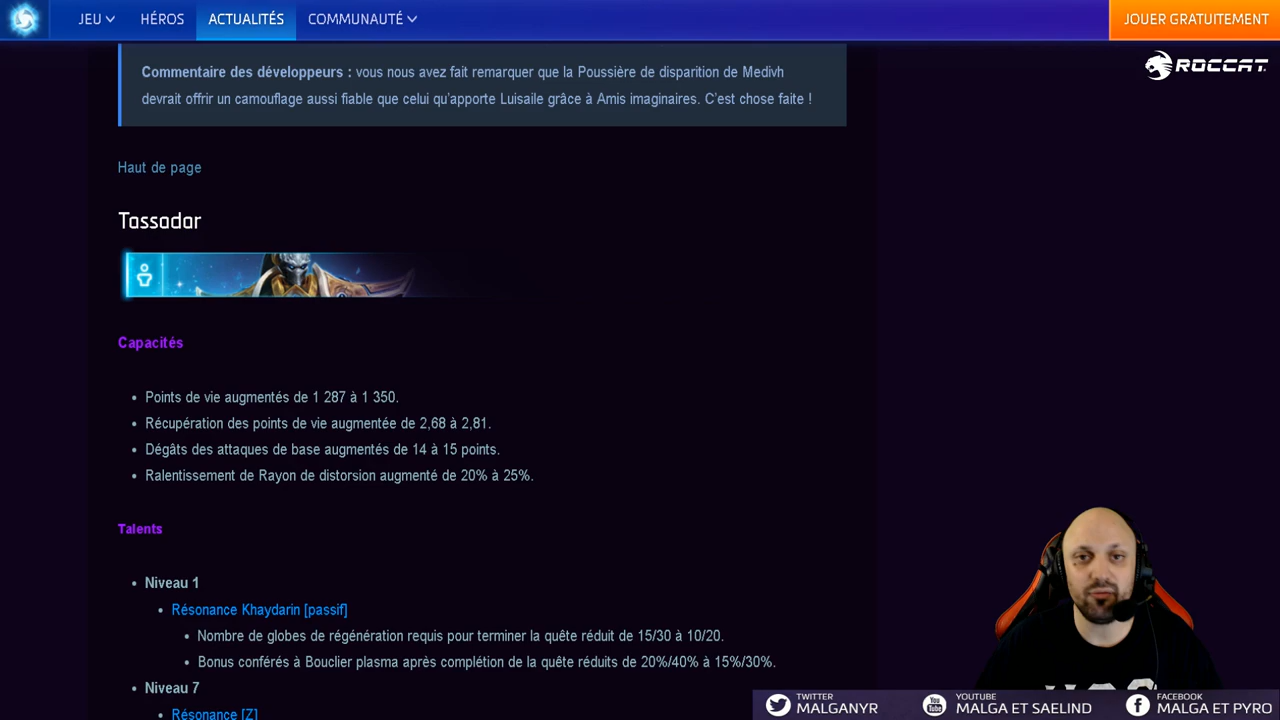 JEU HÉROS ACTUALITÉS COMMUNAUTÉ JOUER GRATUITEMENT
ROCCAT
Commentaire des développeurs : vous nous avez fait remarquer que la Poussière de disparition de Medivh
devrait offrir un camouflage aussi fiable que celui qu'apporte Luisaile grâce à Amis imaginaires. C'est chose faite !
Haut de page
Tassadar
Capacités
Points de vie augmentés de 1 287 à 1 350.
Récupération des points de vie augmentée de 2,68 à 2,81.
Dégâts des attaques de base augmentés de 14 à 15 points.
Ralentissement de Rayon de distorsion augmenté de 20% à 25%.
Talents
Niveau 1
Résonance Khaydarin [passif]
Nombre de globes de régénération requis pour terminer la quête réduit de 15/30 à 10/20.
Bonus conférés à Bouclier plasma après complétion de la quête réduits de 20%/40% à 15%/30%.
Niveau 7
Résonance [Z]
TWITTER
MALGANYR
YOUTUBE
MALGA ET SAELIND
FACEBOOK
MALGA ET PYRO